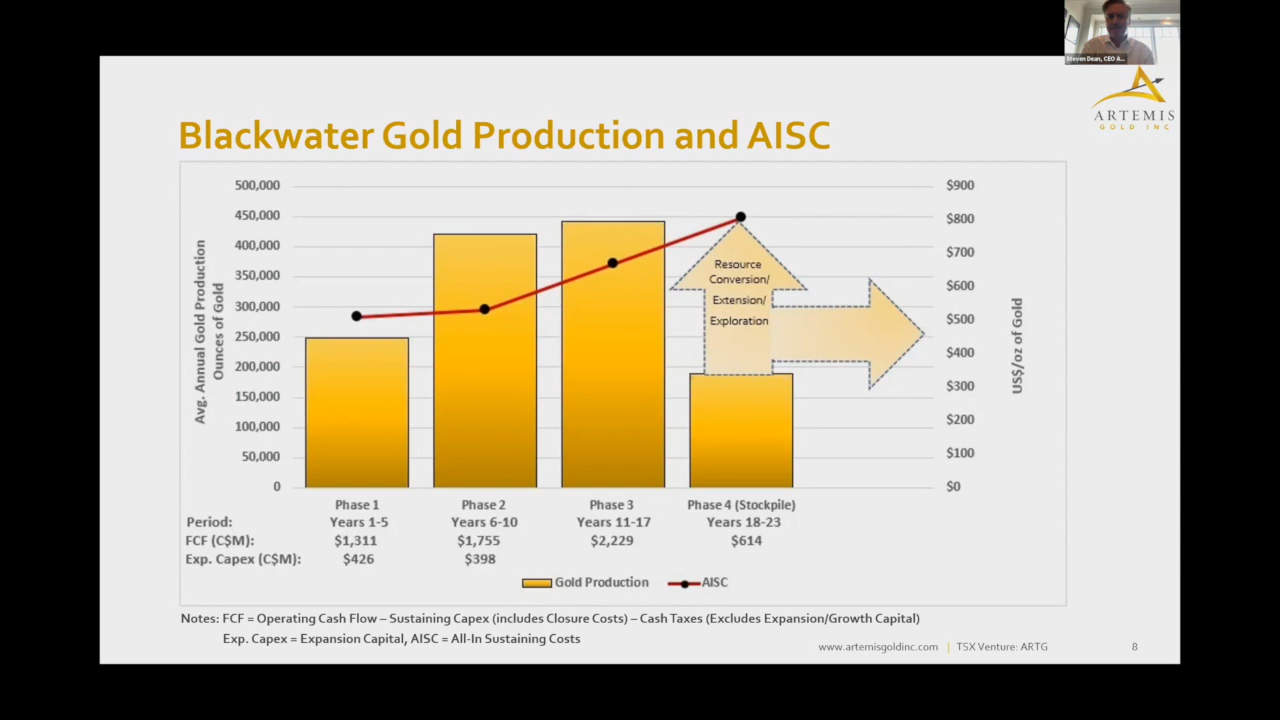 Steven Dean, CEO A...
ARTEMIS
GOLD INC
Blackwater Gold Production and AISC
500,000
450,000
400,000
350,000
300,000
250,000
200,000
150,000
100,000
50,000
0
Avg. Annual Gold Production
Ounces of Gold
Resource
Conversion/
Extension/
Exploration
$900
$800
$700
$600
$500
$400
$300
$200
$100
$0
US$/oz of Gold
Phase 1 Phase 2 Phase 3 Phase 4 (Stockpile)
Period: Years 1-5 Years 6-10 Years 11-17 Years 18-23
FCF (C$M): $1,311 $1,755 $2,229 $614
Exp. Capex (C$M): $426 $398
Gold Production AISC
Notes: FCF = Operating Cash Flow – Sustaining Capex (includes Closure Costs) – Cash Taxes (Excludes Expansion/Growth Capital)
Exp. Capex = Expansion Capital, AISC = All-In Sustaining Costs
www.artemisgoldinc.com | TSX Venture: ARTG 8